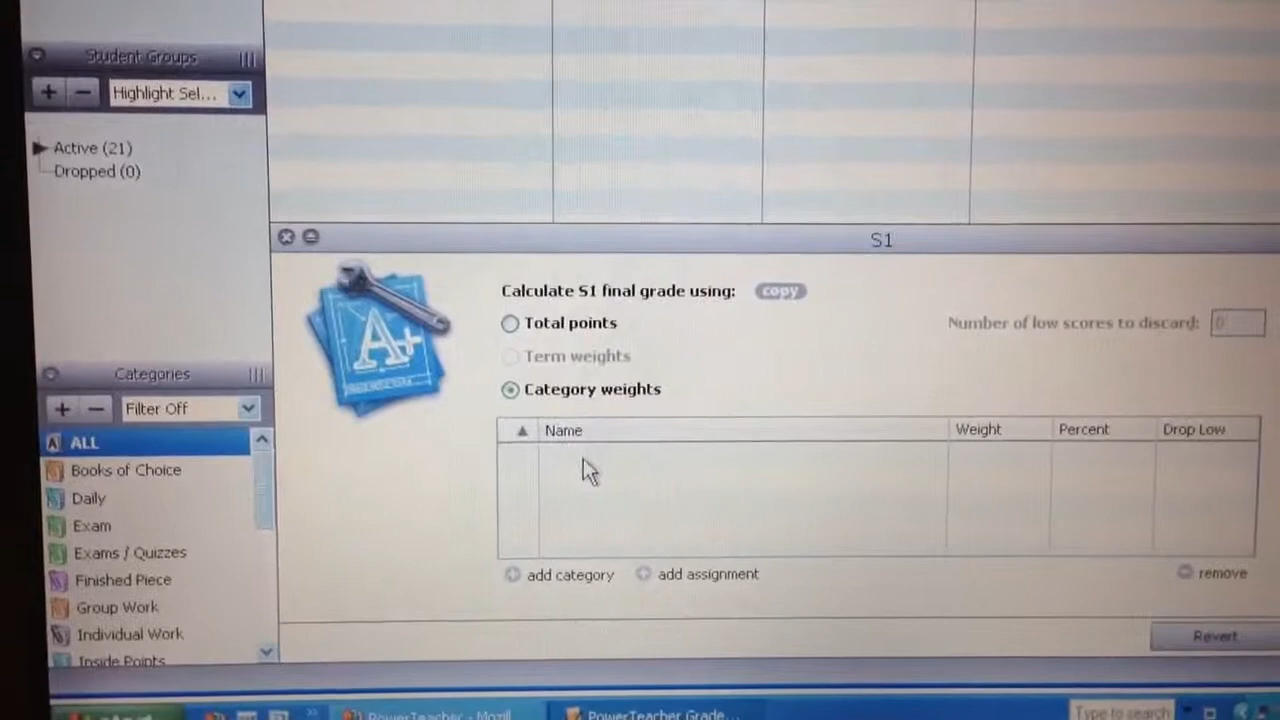 Student Groups
Highlight Sel...
Active (21)
Dropped (0)
S1
Calculate S1 final grade using: copy
Total points
Number of low scores to discard: 0
Term weights
Category weights
Name Weight Percent Drop Low
add category add assignment remove
Revert
Categories
Filter Off
ALL
Books of Choice
Daily
Exam
Exams / Quizzes
Finished Piece
Group Work
Individual Work
Inside Points
A+
PowerTeacher - Mozill
PowerTeacher Grade...
Type to search